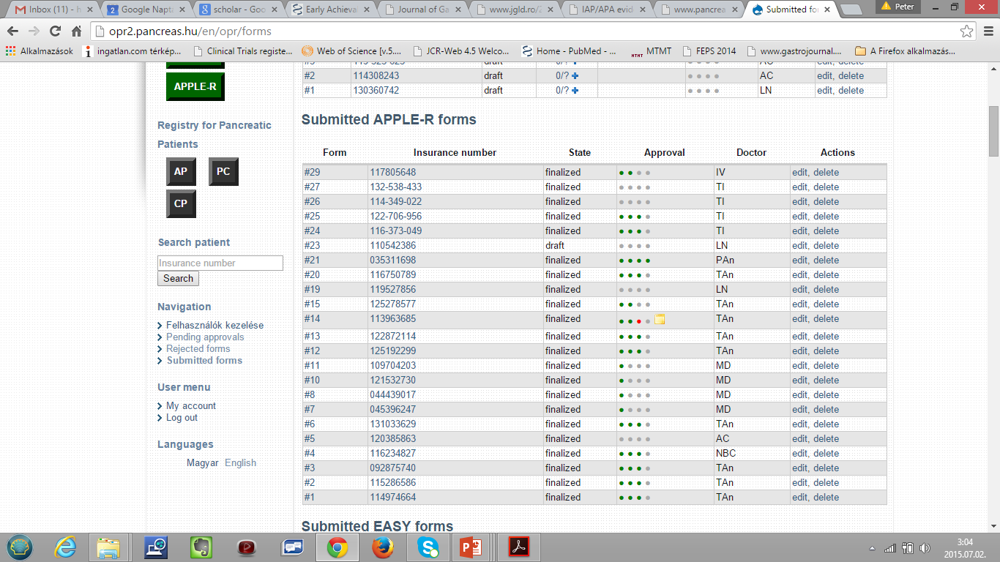 Inbox (11) - h
Google Naptá
scholar - Goo
Early Achieva
Journal of Ga
www.jgld.ro/2
IAP/APA evid
www.pancrea
Submitted for
Peter
opr2.pancreas.hu/en/opr/forms
Alkalmazások
ingatlan.com térkép...
Clinical Trials registe...
Web of Science [v.5....
JCR-Web 4.5 Welco...
Home - PubMed - ...
MTMT
FEPS 2014
www.gastrojournal....
A Firefox alkalmazás...
#2 114308243 draft 0/? AC edit, delete
#1 130360742 draft 0/? LN edit, delete
APPLE-R
Registry for Pancreatic
Patients
AP PC
CP
Search patient
Insurance number
Search
Navigation
Felhasználók kezelése
Pending approvals
Rejected forms
Submitted forms
User menu
My account
Log out
Languages
Magyar English
Submitted APPLE-R forms
Form Insurance number State Approval Doctor Actions
#29 117805648 finalized IV edit, delete
#27 132-538-433 finalized TI edit, delete
#26 114-349-022 finalized TI edit, delete
#25 122-706-956 finalized TI edit, delete
#24 116-373-049 finalized TI edit, delete
#23 110542386 draft LN edit, delete
#21 035311698 finalized PAn edit, delete
#20 116750789 finalized TAn edit, delete
#19 119527856 finalized LN edit, delete
#15 125278577 finalized TAn edit, delete
#14 113963685 finalized TAn edit, delete
#13 122872114 finalized TAn edit, delete
#12 125192299 finalized TAn edit, delete
#11 109704203 finalized MD edit, delete
#10 121532730 finalized MD edit, delete
#8 044439017 finalized MD edit, delete
#7 045396247 finalized MD edit, delete
#6 131033629 finalized TAn edit, delete
#5 120385863 finalized AC edit, delete
#4 116234827 finalized NBC edit, delete
#3 092875740 finalized TAn edit, delete
#2 115286586 finalized TAn edit, delete
#1 114974664 finalized TAn edit, delete
Submitted EASY forms
3:04
2015.07.02.